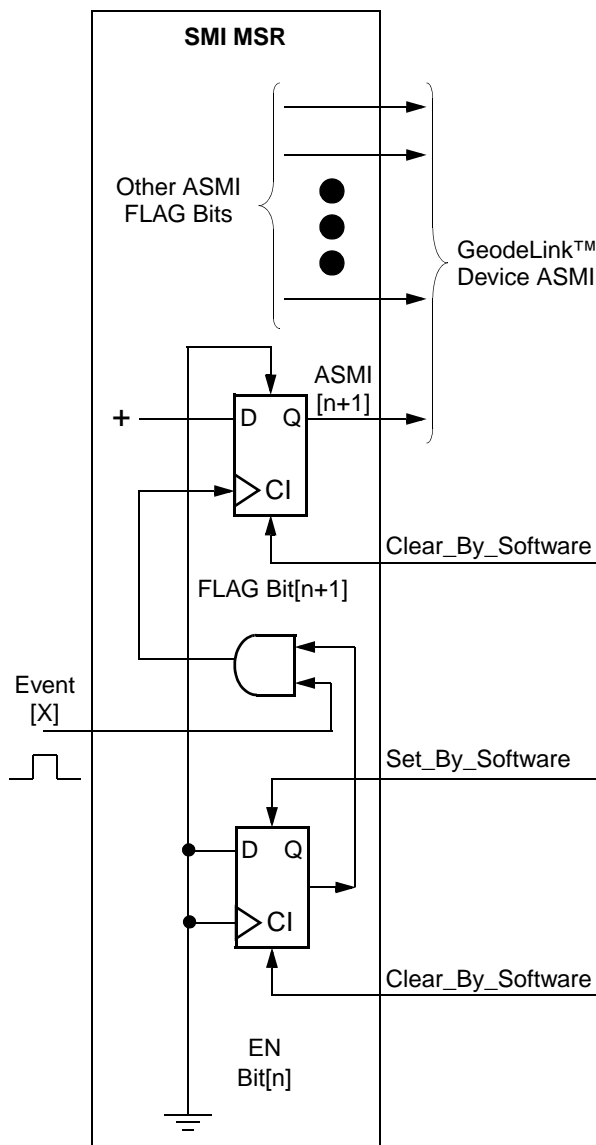 SMI MSR
Other ASMI
FLAG Bits
GeodeLink™
Device ASMI
ASMI
[n+1]
+
D Q
CI
Clear_By_Software
FLAG Bit[n+1]
Event
[X]
Set_By_Software
D Q
CI
Clear_By_Software
EN
Bit[n]